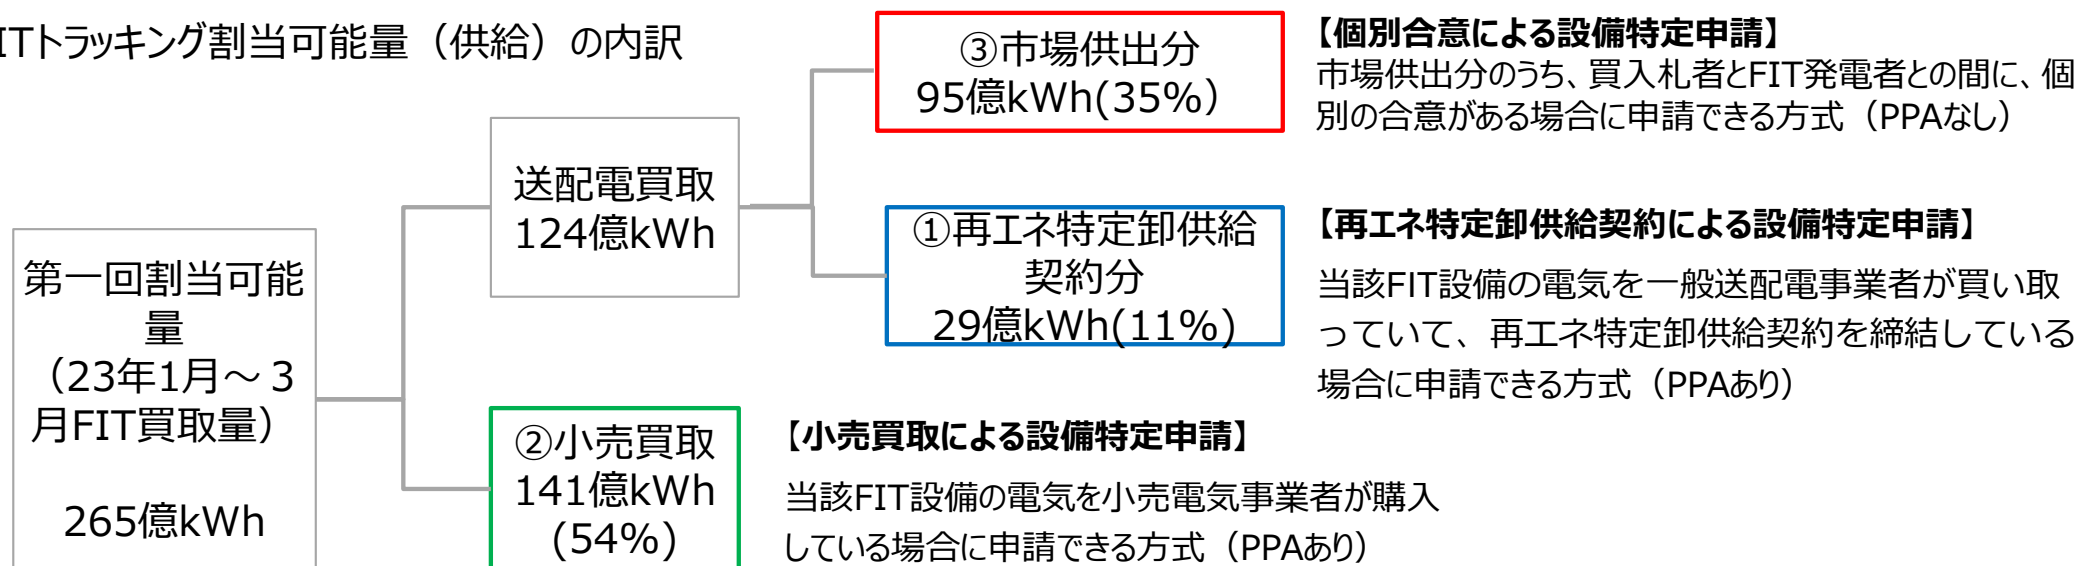 ITトラッキング割当可能量（供給）の内訳
第一回割当可能
量
（23年1月～３
月FIT買取量）
265億kWh
送配電買取
124億kWh
②小売買取
141億kWh
(54%)
③市場供出分
95億kWh(35%）
①再エネ特定卸供給
契約分
29億kWh(11%)
【個別合意による設備特定申請】
市場供出分のうち、買入札者とFIT発電者との間に、個
別の合意がある場合に申請できる方式（PPAなし）
【再エネ特定卸供給契約による設備特定申請】
当該FIT設備の電気を一般送配電事業者が買い取
っていて、再エネ特定卸供給契約を締結している
場合に申請できる方式（PPAあり）
【小売買取による設備特定申請】
当該FIT設備の電気を小売電気事業者が購入
している場合に申請できる方式（PPAあり）